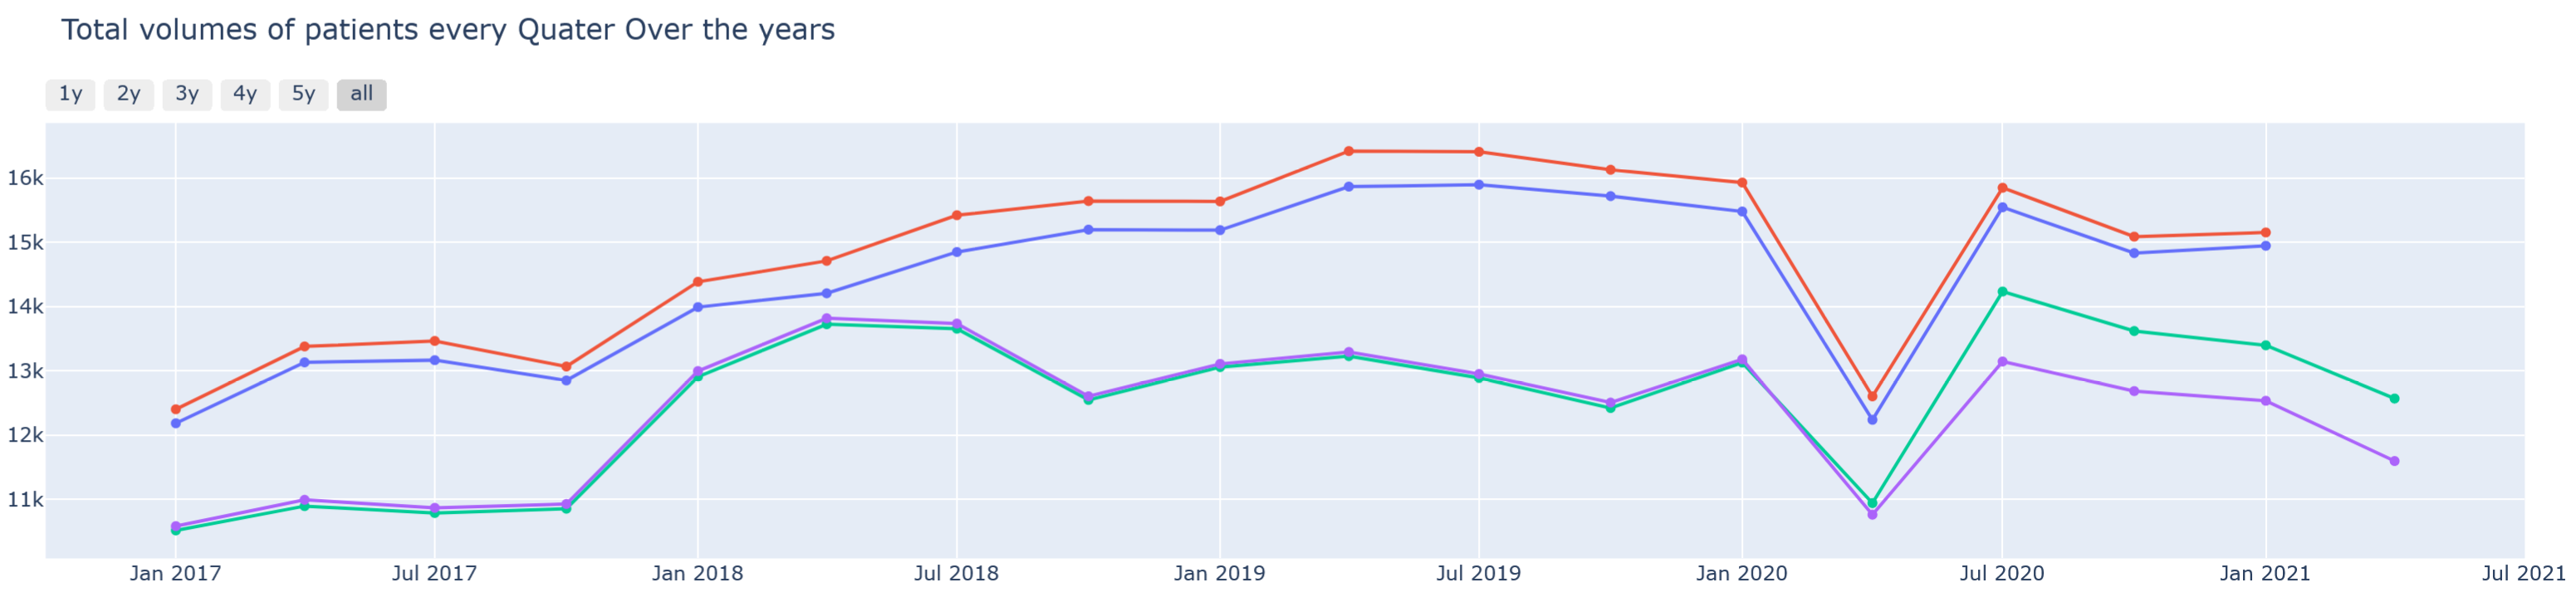 Total volumes of patients every Quater Over the years
1y 2y 3y 4y 5y all
16k
15k
14k
13k
12k
11k
Jan 2017 Jul 2017 Jan 2018 Jul 2018 Jan 2019 Jul 2019 Jan 2020 Jul 2020 Jan 2021 Jul 2021